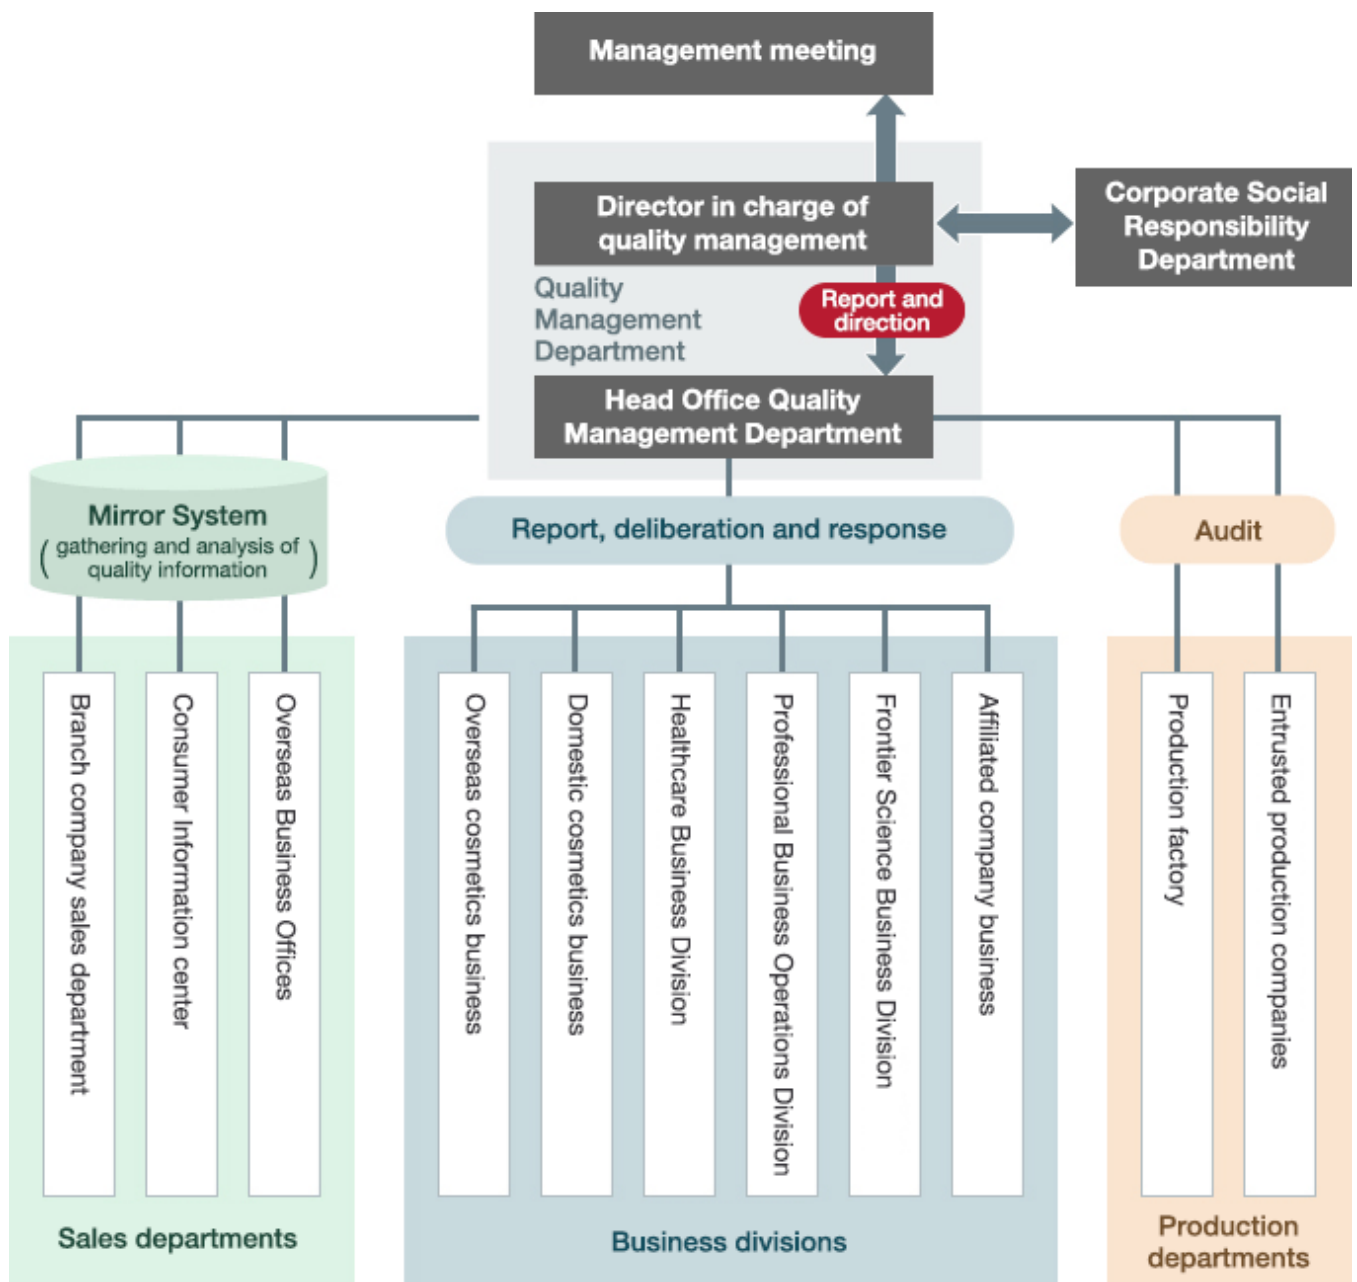 Management meeting
Director in charge of
quality management
Corporate Social
Responsibility
Department
Quality
Management
Department
Report and
direction
Head Office Quality
Management Department
Mirror System
(gathering and analysis of
quality information)
Report, deliberation and response
Audit
Branch company sales department
Consumer Information center
Overseas Business Offices
Overseas cosmetics business
Domestic cosmetics business
Healthcare Business Division
Professional Business Operations Division
Frontier Science Business Division
Affiliated company business
Production factory
Entrusted production companies
Sales departments
Business divisions
Production
departments